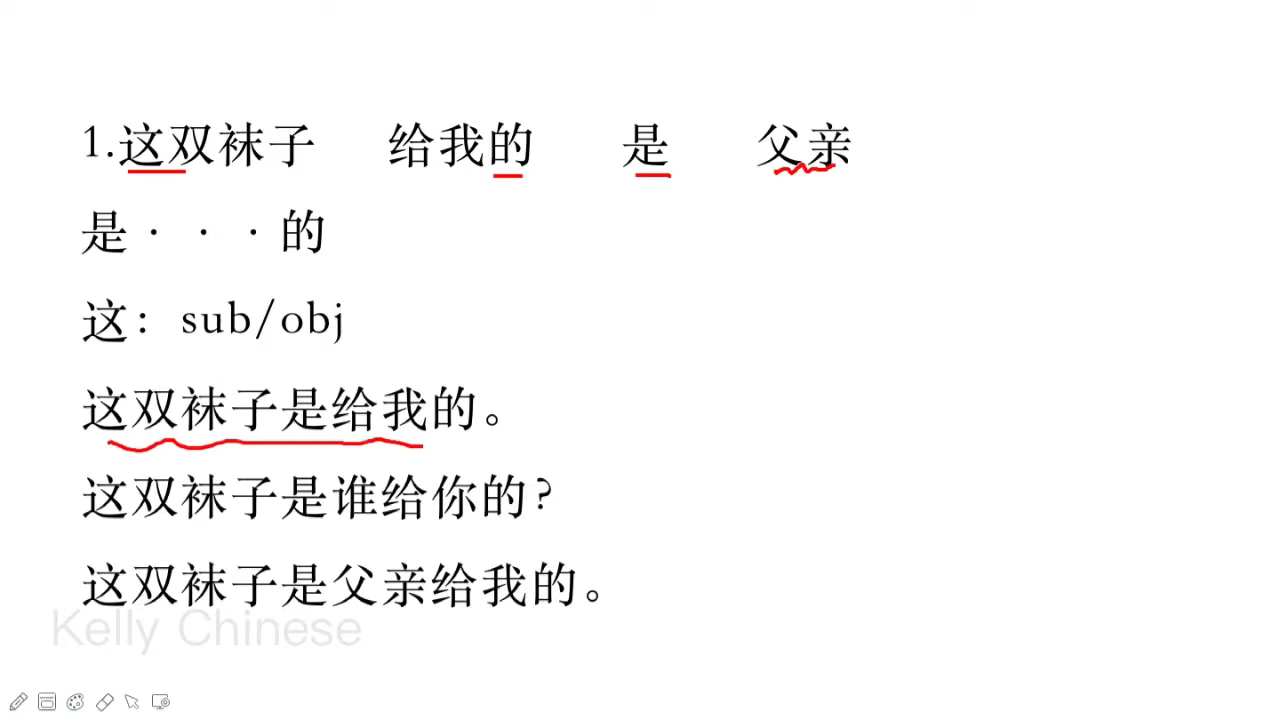 1.这双袜子 给我的 是 父亲
是···的
这：sub/obj
这双袜子是给我的。
这双袜子是谁给你的?
这双袜子是父亲给我的。
Kelly Chinese